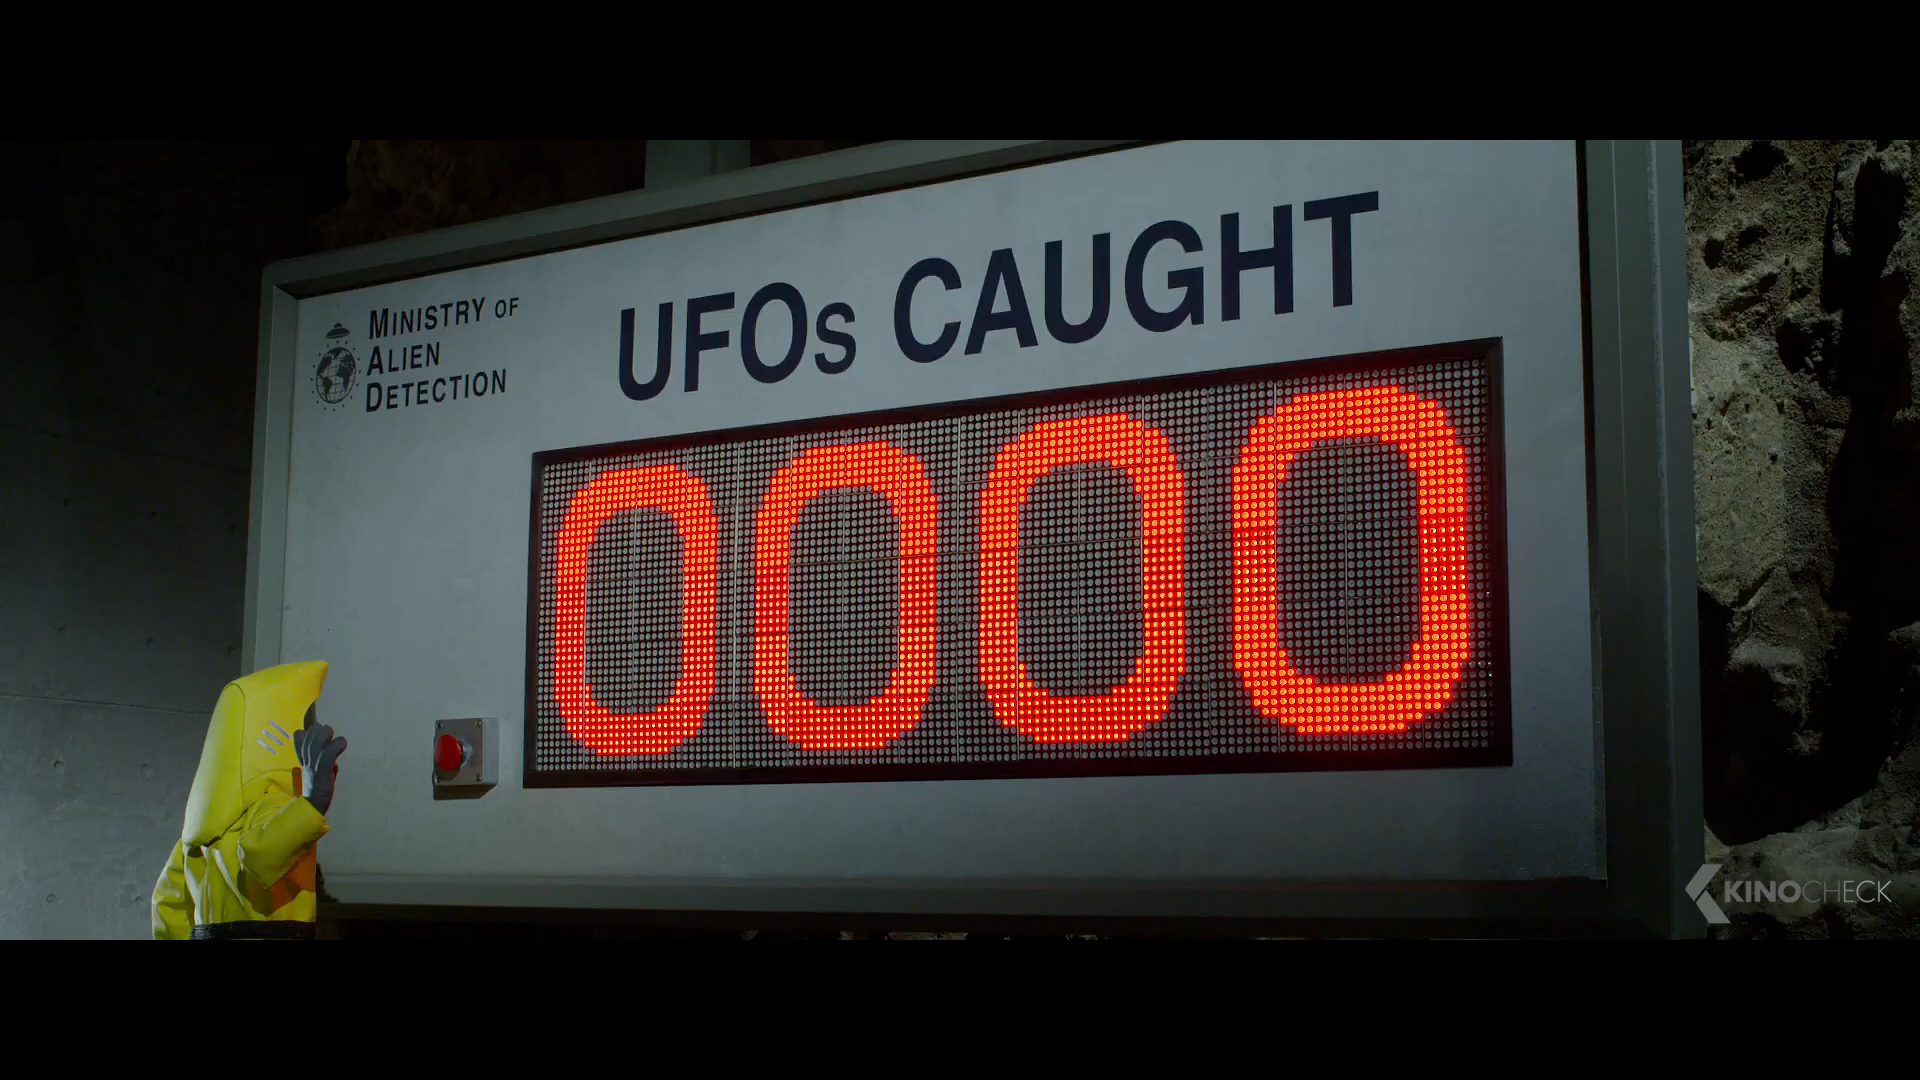 UFOs CAUGHT
MINISTRY OF
ALIEN
DETECTION
0000
KINOCHECK